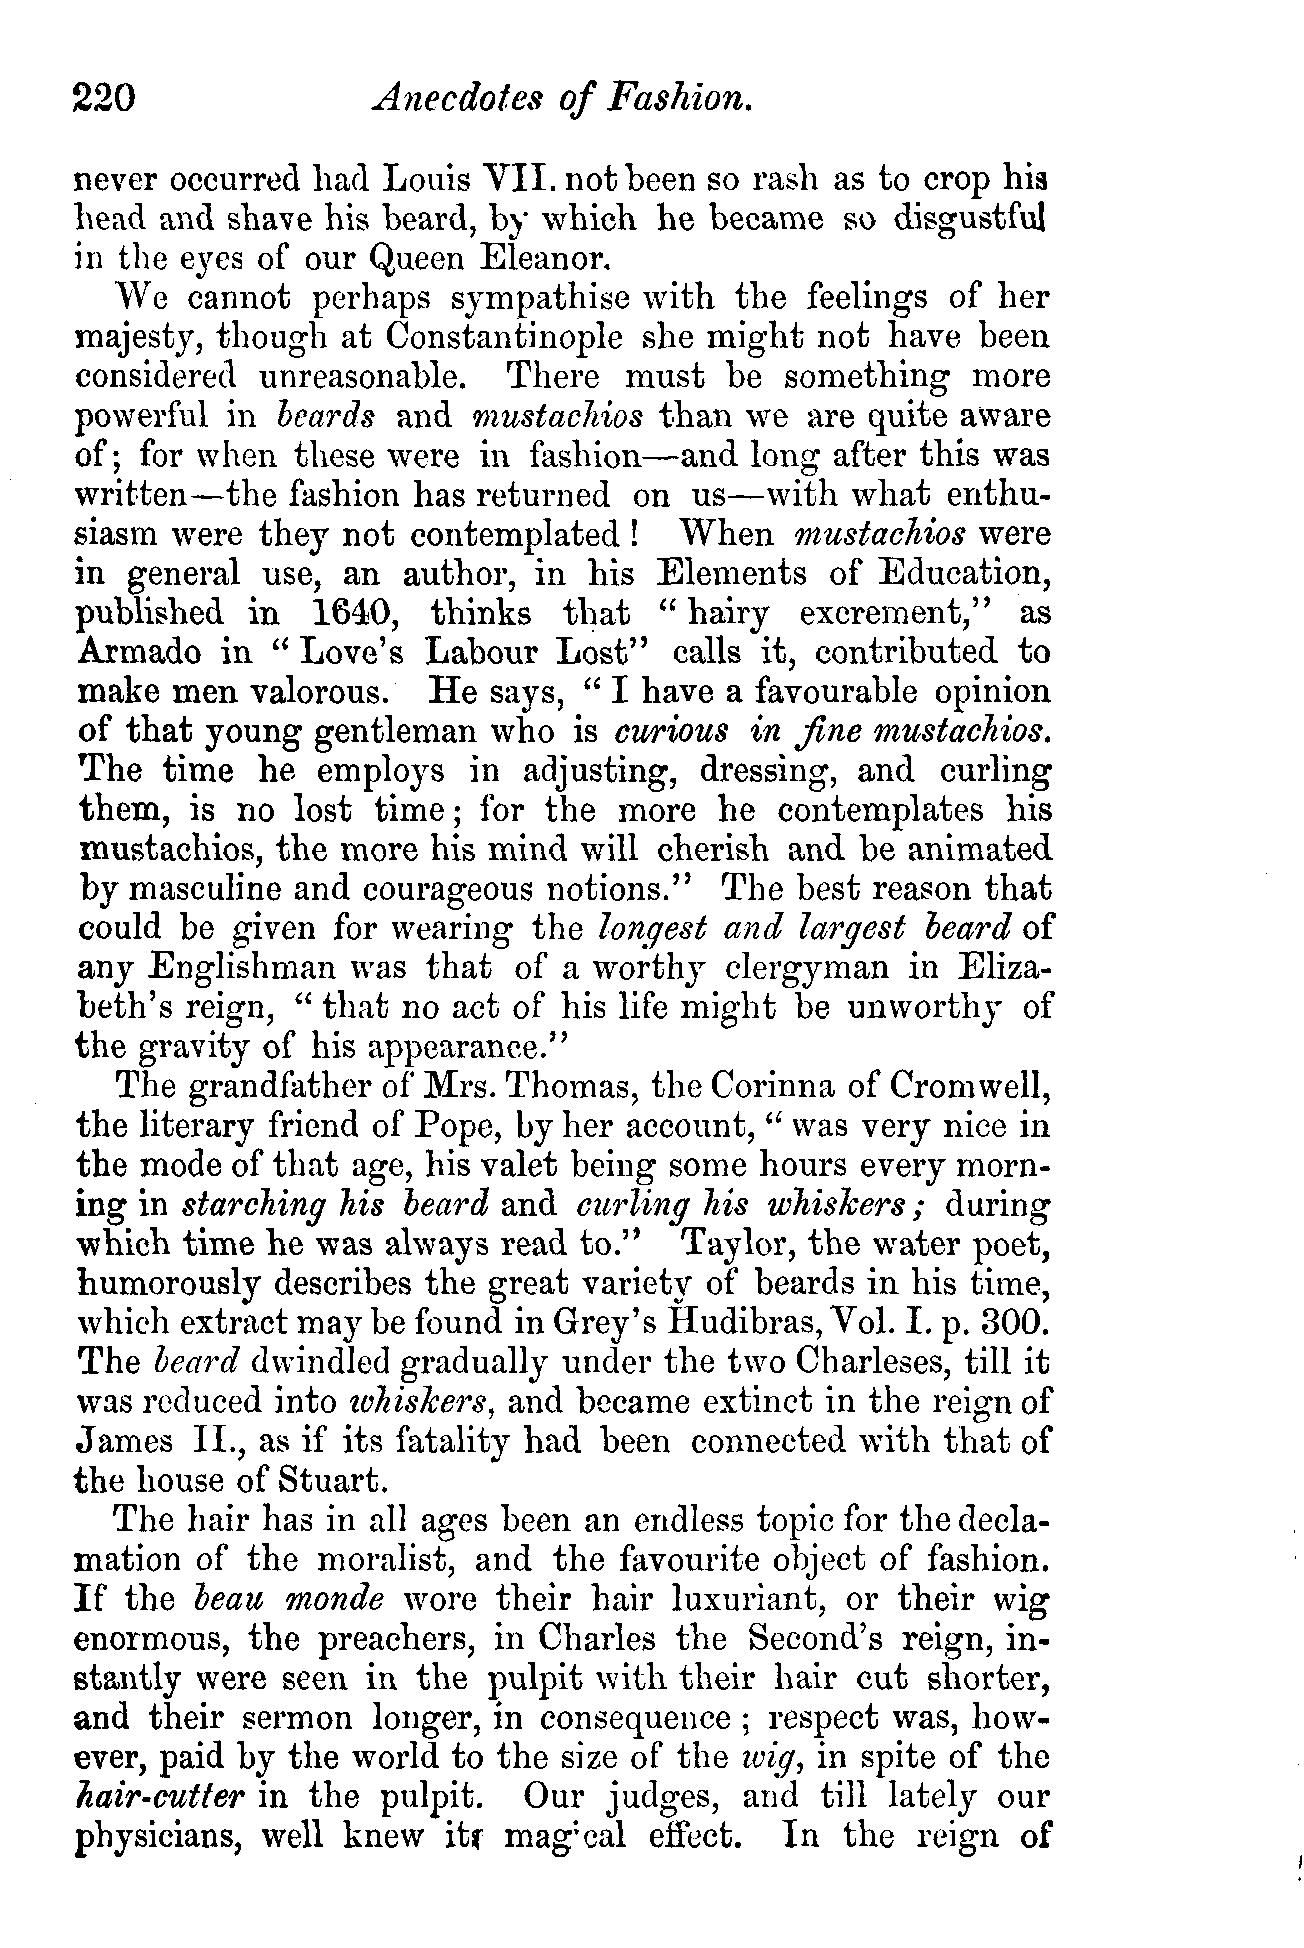 220 Anecdotes of Fashion.
never occurred had Louis VII. not been so rash as to crop his
head and shave his beard, by which he became so disgustful
in the eyes of our Queen Eleanor.
We cannot perhaps sympathise with the feelings of her
majesty, though at Constantinople she might not have been
considered unreasonable. There must be something more
powerful in beards and mustachios than we are quite aware
of; for when these were in fashion—and long after this was
written—the fashion has returned on us—with what enthu-
siasm were they not contemplated! When mustachios were
in general use, an author, in his Elements of Education,
published in 1640, thinks that "hairy excrement," as
Armado in "Love's Labour Lost" calls it, contributed to
make men valorous. He says, "I have a favourable opinion
of that young gentleman who is curious in fine mustachios.
The time he employs in adjusting, dressing, and curling
them, is no lost time; for the more he contemplates his
mustachios, the more his mind will cherish and be animated
by masculine and courageous notions." The best reason that
could be given for wearing the longest and largest beard of
any Englishman was that of a worthy clergyman in Eliza-
beth's reign, "that no act of his life might be unworthy of
the gravity of his appearance."
The grandfather of Mrs. Thomas, the Corinna of Cromwell,
the literary friend of Pope, by her account, "was very nice in
the mode of that age, his valet being some hours every morn-
ing in starching his beard and curling his whiskers; during
which time he was always read to." Taylor, the water poet,
humorously describes the great variety of beards in his time,
which extract may be found in Grey's Hudibras, Vol. I. p. 300.
The beard dwindled gradually under the two Charleses, till it
was reduced into whiskers, and became extinct in the reign of
James II., as if its fatality had been connected with that of
the house of Stuart.
The hair has in all ages been an endless topic for the decla-
mation of the moralist, and the favourite object of fashion.
If the beau monde wore their hair luxuriant, or their wig
enormous, the preachers, in Charles the Second's reign, in-
stantly were seen in the pulpit with their hair cut shorter,
and their sermon longer, in consequence; respect was, how-
ever, paid by the world to the size of the wig, in spite of the
hair-cutter in the pulpit. Our judges, and till lately our
physicians, well knew its magical effect. In the reign of